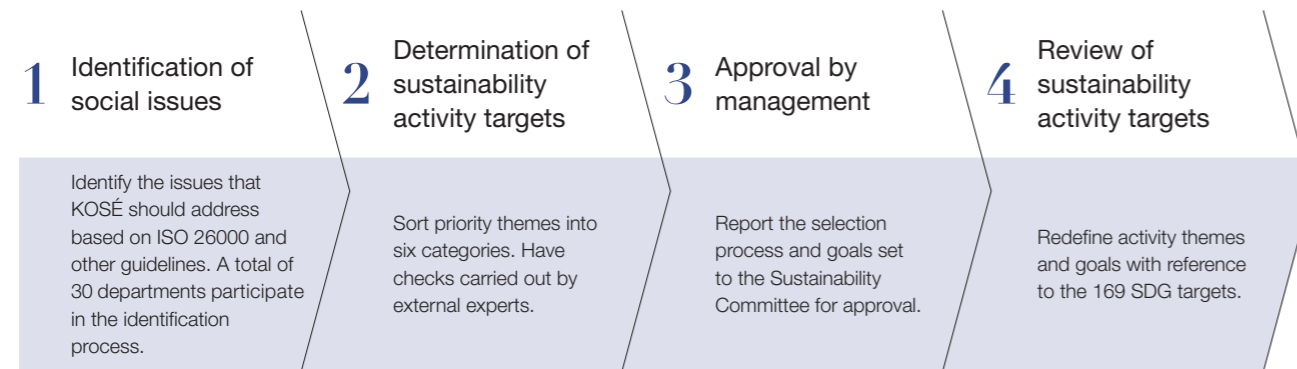 1
Identification of
social issues
Identify the issues that
KOSÉ should address
based on ISO 26000 and
other guidelines. A total of
30 departments participate
in the identification
process.
2
Determination of
sustainability
activity targets
Sort priority themes into
six categories. Have
checks carried out by
external experts.
3
Approval by
management
Report the selection
process and goals set
to the Sustainability
Committee for approval.
4
Review of
sustainability
activity targets
Redefine activity themes
and goals with reference
to the 169 SDG targets.